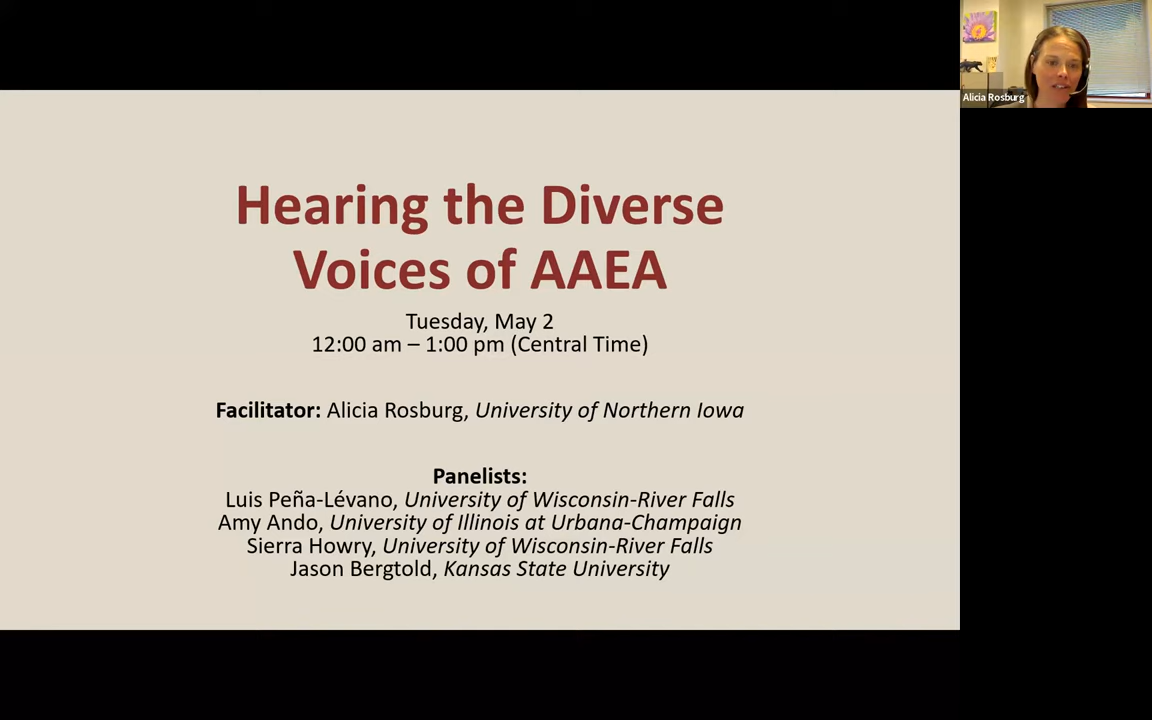 Alicia Rosburg
Hearing the Diverse
Voices of AAEA
Tuesday, May 2
12:00 am – 1:00 pm (Central Time)
Facilitator: Alicia Rosburg, University of Northern Iowa
Panelists:
Luis Peña-Lévano, University of Wisconsin-River Falls
Amy Ando, University of Illinois at Urbana-Champaign
Sierra Howry, University of Wisconsin-River Falls
Jason Bergtold, Kansas State University